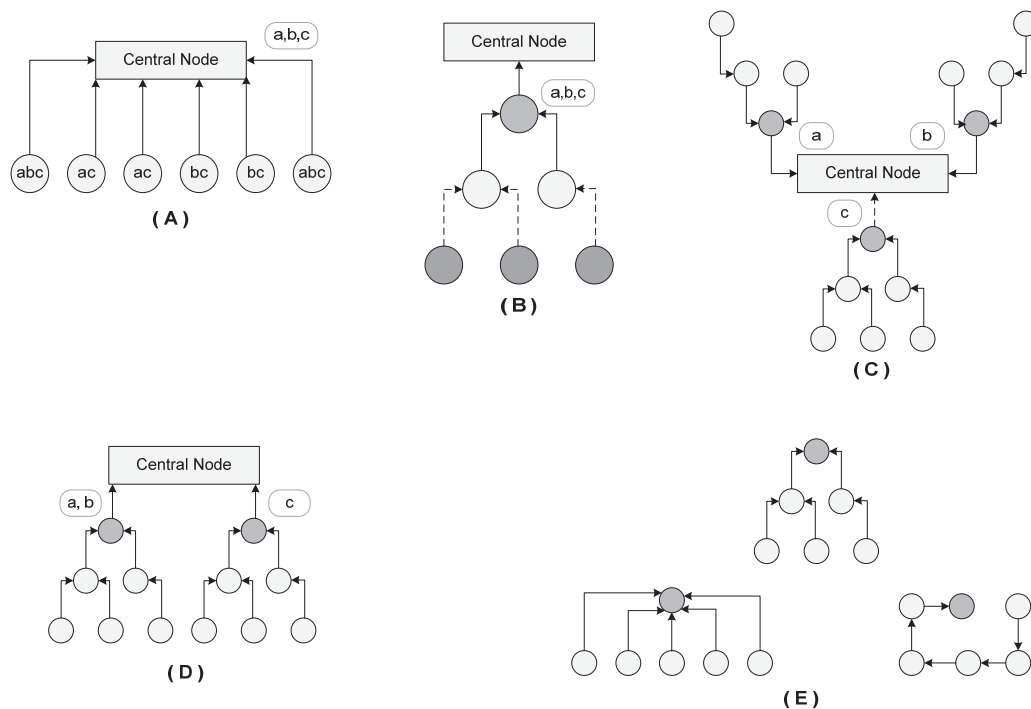 a,b,c
Central Node
abc ac ac bc bc abc
( A )
Central Node
a,b,c
( B )
a b
Central Node
c
( C )
Central Node
a, b c
( D )
( E )